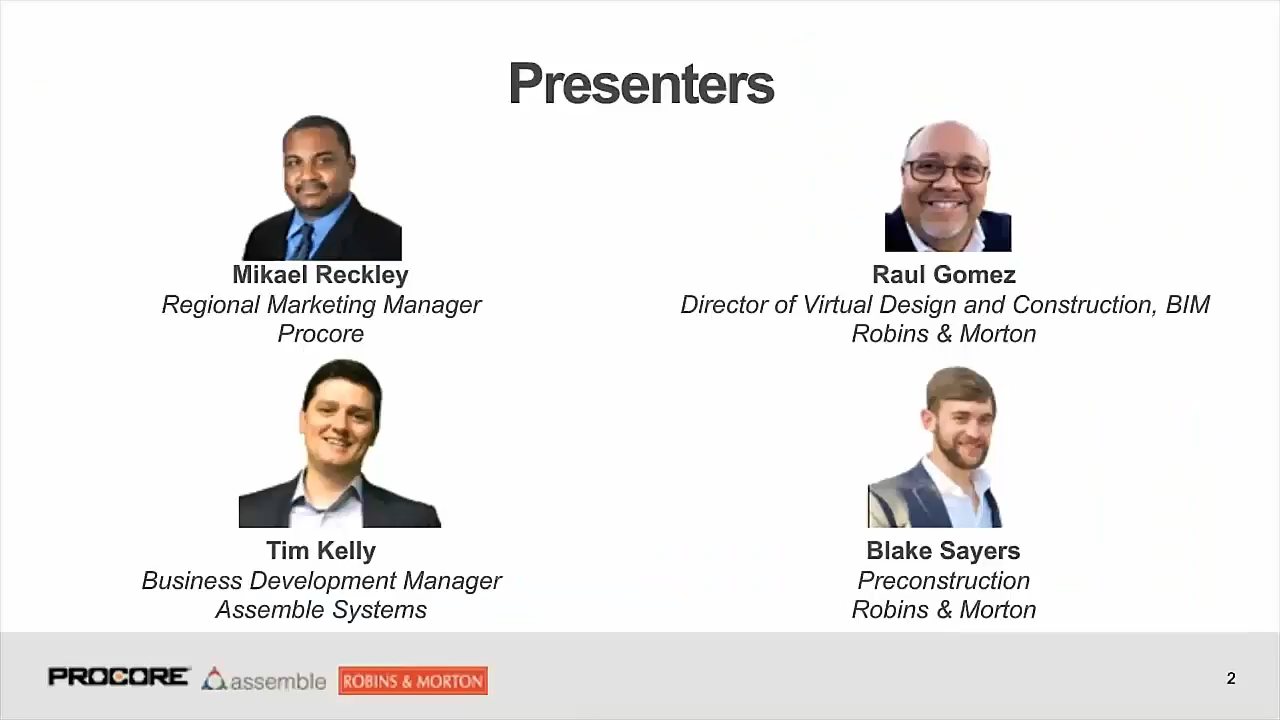 Presenters
Mikael Reckley
Regional Marketing Manager
Procore
Raul Gomez
Director of Virtual Design and Construction, BIM
Robins & Morton
Tim Kelly
Business Development Manager
Assemble Systems
Blake Sayers
Preconstruction
Robins & Morton
PROCORE
assemble
ROBINS & MORTON
2